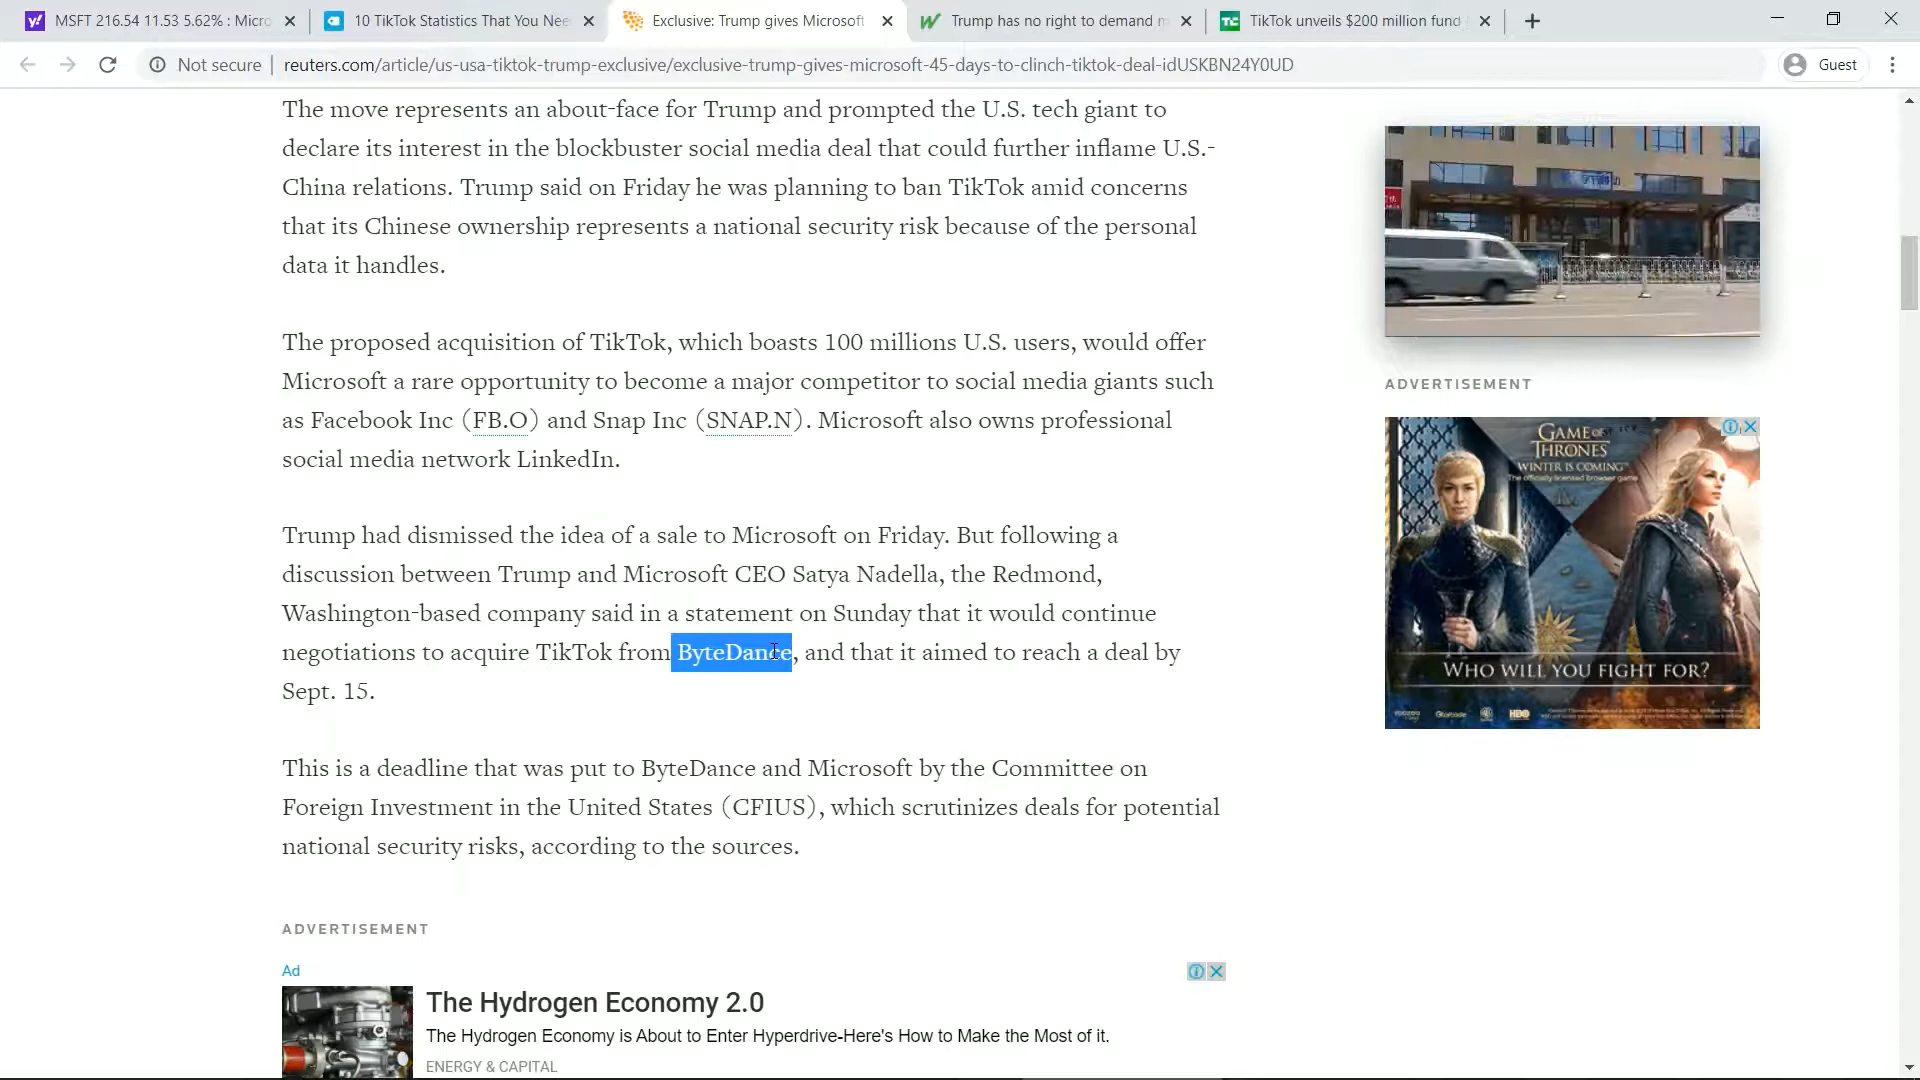 MSFT 216.54 11.53 5.62% : Micro
10 TikTok Statistics That You Nee
Exclusive: Trump gives Microsoft
Trump has no right to demand m
TikTok unveils $200 million fund
Not secure
reuters.com/article/us-usa-tiktok-trump-exclusive/exclusive-trump-gives-microsoft-45-days-to-clinch-tiktok-deal-idUSKBN24Y0UD
Guest
The move represents an about-face for Trump and prompted the U.S. tech giant to
declare its interest in the blockbuster social media deal that could further inflame U.S.-
China relations. Trump said on Friday he was planning to ban TikTok amid concerns
that its Chinese ownership represents a national security risk because of the personal
data it handles.
The proposed acquisition of TikTok, which boasts 100 millions U.S. users, would offer
Microsoft a rare opportunity to become a major competitor to social media giants such
as Facebook Inc (FB.O) and Snap Inc (SNAP.N). Microsoft also owns professional
social media network LinkedIn.
Trump had dismissed the idea of a sale to Microsoft on Friday. But following a
discussion between Trump and Microsoft CEO Satya Nadella, the Redmond,
Washington-based company said in a statement on Sunday that it would continue
negotiations to acquire TikTok from ByteDance, and that it aimed to reach a deal by
Sept. 15.
This is a deadline that was put to ByteDance and Microsoft by the Committee on
Foreign Investment in the United States (CFIUS), which scrutinizes deals for potential
national security risks, according to the sources.
ADVERTISEMENT
Ad
The Hydrogen Economy 2.0
The Hydrogen Economy is About to Enter Hyperdrive-Here's How to Make the Most of it.
ENERGY & CAPITAL
ADVERTISEMENT
GAME OF
THRONES
WINTER IS COMING™
The officially licensed Browser game
WHO WILL YOU FIGHT FOR?
HBO